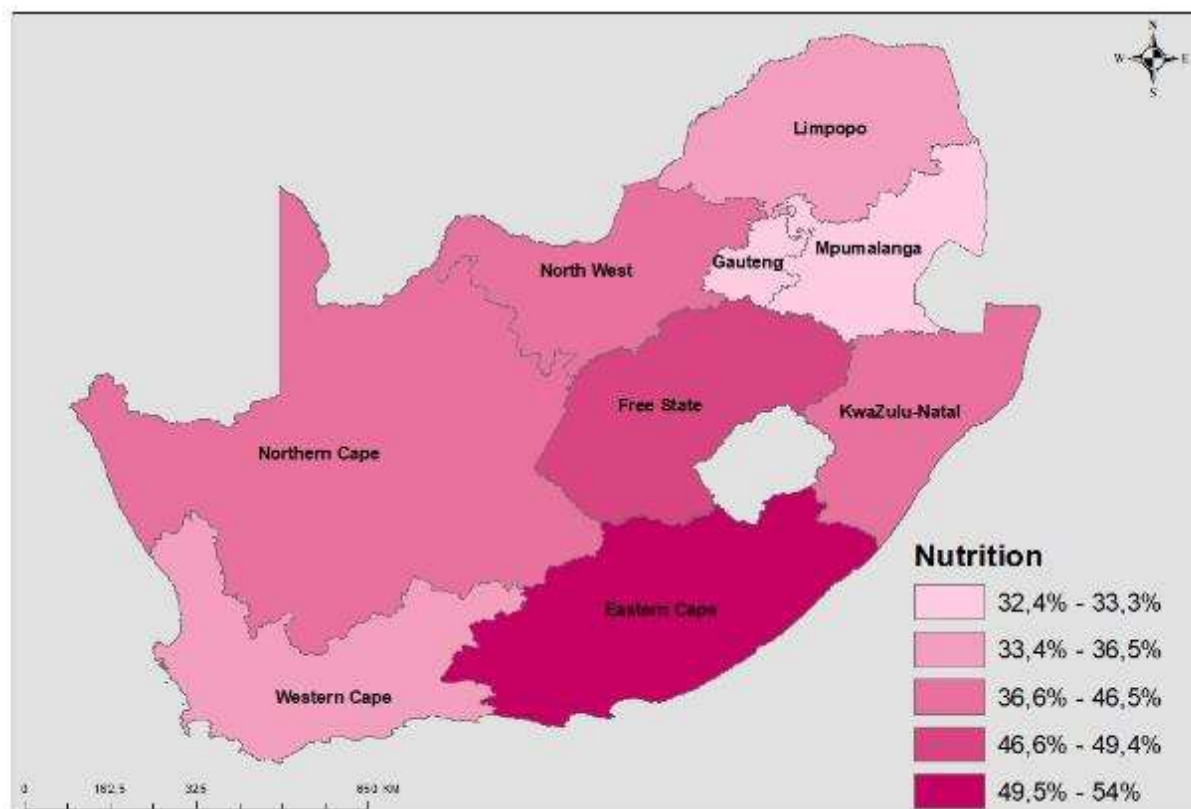 N
W E
S
Limpopo
Mpumalanga
Gauteng
North West
Free State
KwaZulu-Natal
Northern Cape
Eastern Cape
Western Cape
Nutrition
32,4% - 33,3%
33,4% - 36,5%
36,6% - 46,5%
46,6% - 49,4%
49,5% - 54%
0 162,5 325 650 KM